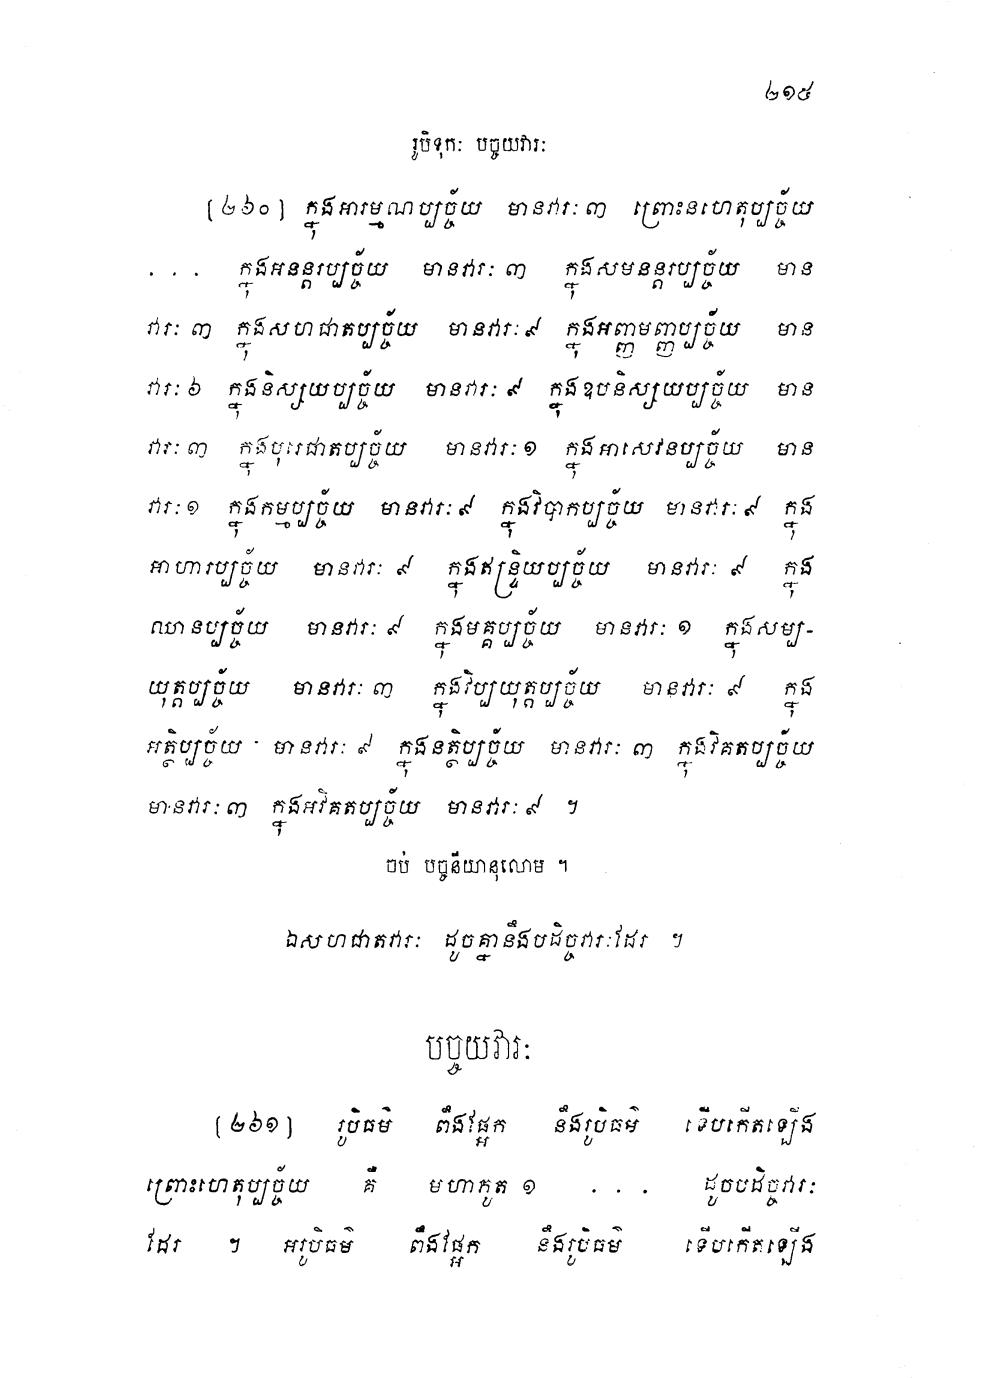 ២១៥
រូបិទុកៈ បច្ចយវារៈ
[២៦០] ក្នុងអារម្មណប្បច្ច័យ មានវារៈ ៣ ព្រោះនហេតុប្បច្ច័យ
. . . ក្នុងអនន្តរប្បច្ច័យ មានវារៈ ៣ ក្នុងសមនន្តរប្បច្ច័យ មាន
វារៈ ៣ ក្នុងសហជាតប្បច្ច័យ មានវារៈ ៩ ក្នុងអញ្ញមញ្ញប្បច្ច័យ មាន
វារៈ ៦ ក្នុងនិស្សយប្បច្ច័យ មានវារៈ ៩ ក្នុងឧបនិស្សយប្បច្ច័យ មាន
វារៈ ៣ ក្នុងបុរេជាតប្បច្ច័យ មានវារៈ ១ ក្នុងអាសេវនប្បច្ច័យ មាន
វារៈ ១ ក្នុងកម្មប្បច្ច័យ មានវារៈ ៩ ក្នុងវិបាកប្បច្ច័យ មានវារៈ ៩ ក្នុង
អាហារប្បច្ច័យ មានវារៈ ៩ ក្នុងឥន្ទ្រិយប្បច្ច័យ មានវារៈ ៩ ក្នុង
ឈានប្បច្ច័យ មានវារៈ ៩ ក្នុងមគ្គប្បច្ច័យ មានវារៈ ១ ក្នុងសម្ប-
យុត្តប្បច្ច័យ មានវារៈ ៣ ក្នុងវិប្បយុត្តប្បច្ច័យ មានវារៈ ៩ ក្នុង
អត្ថិប្បច្ច័យ មានវារៈ ៩ ក្នុងនត្ថិប្បច្ច័យ មានវារៈ ៣ ក្នុងវិគតប្បច្ច័យ
មានវារៈ ៣ ក្នុងអវិគតប្បច្ច័យ មានវារៈ ៩ ។
ចប់ បច្ចនីយានុលោម ។
ឯសហជាតវារៈ ដូចគ្នានឹងបដិច្ចវារៈដែរ ។
បច្ចយវារៈ
[២៦១] រូបិធម៌ ពឹងផ្អែក នឹងរូបិធម៌ ទើបកើតឡើង
ព្រោះហេតុប្បច្ច័យ គឺ មហាភូត ១ . . . ដូចបដិច្ចវារៈ
ដែរ ។ អរូបិធម៌ ពឹងផ្អែក នឹងរូបិធម៌ ទើបកើតឡើង